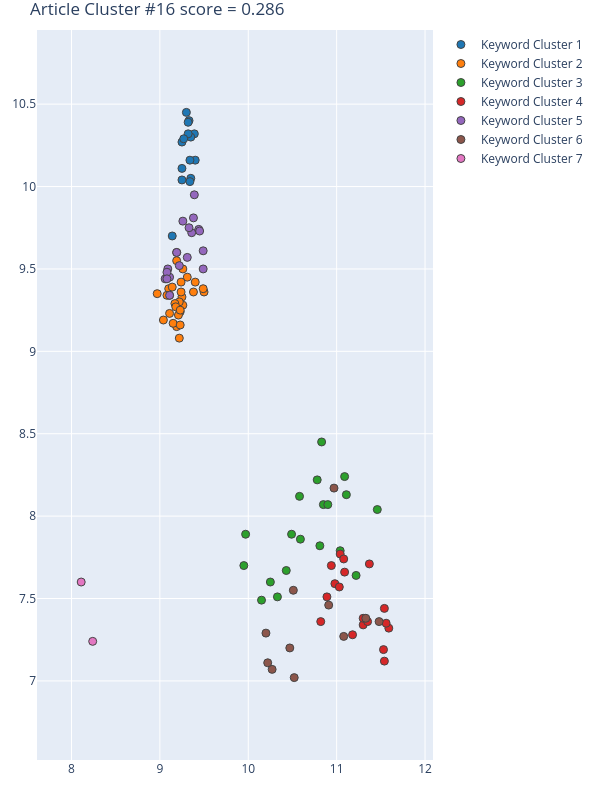 Article Cluster #16 score = 0.286
Keyword Cluster 1
Keyword Cluster 2
Keyword Cluster 3
Keyword Cluster 4
Keyword Cluster 5
Keyword Cluster 6
Keyword Cluster 7
10.5
10
9.5
9
8.5
8
7.5
7
8 9 10 11 12